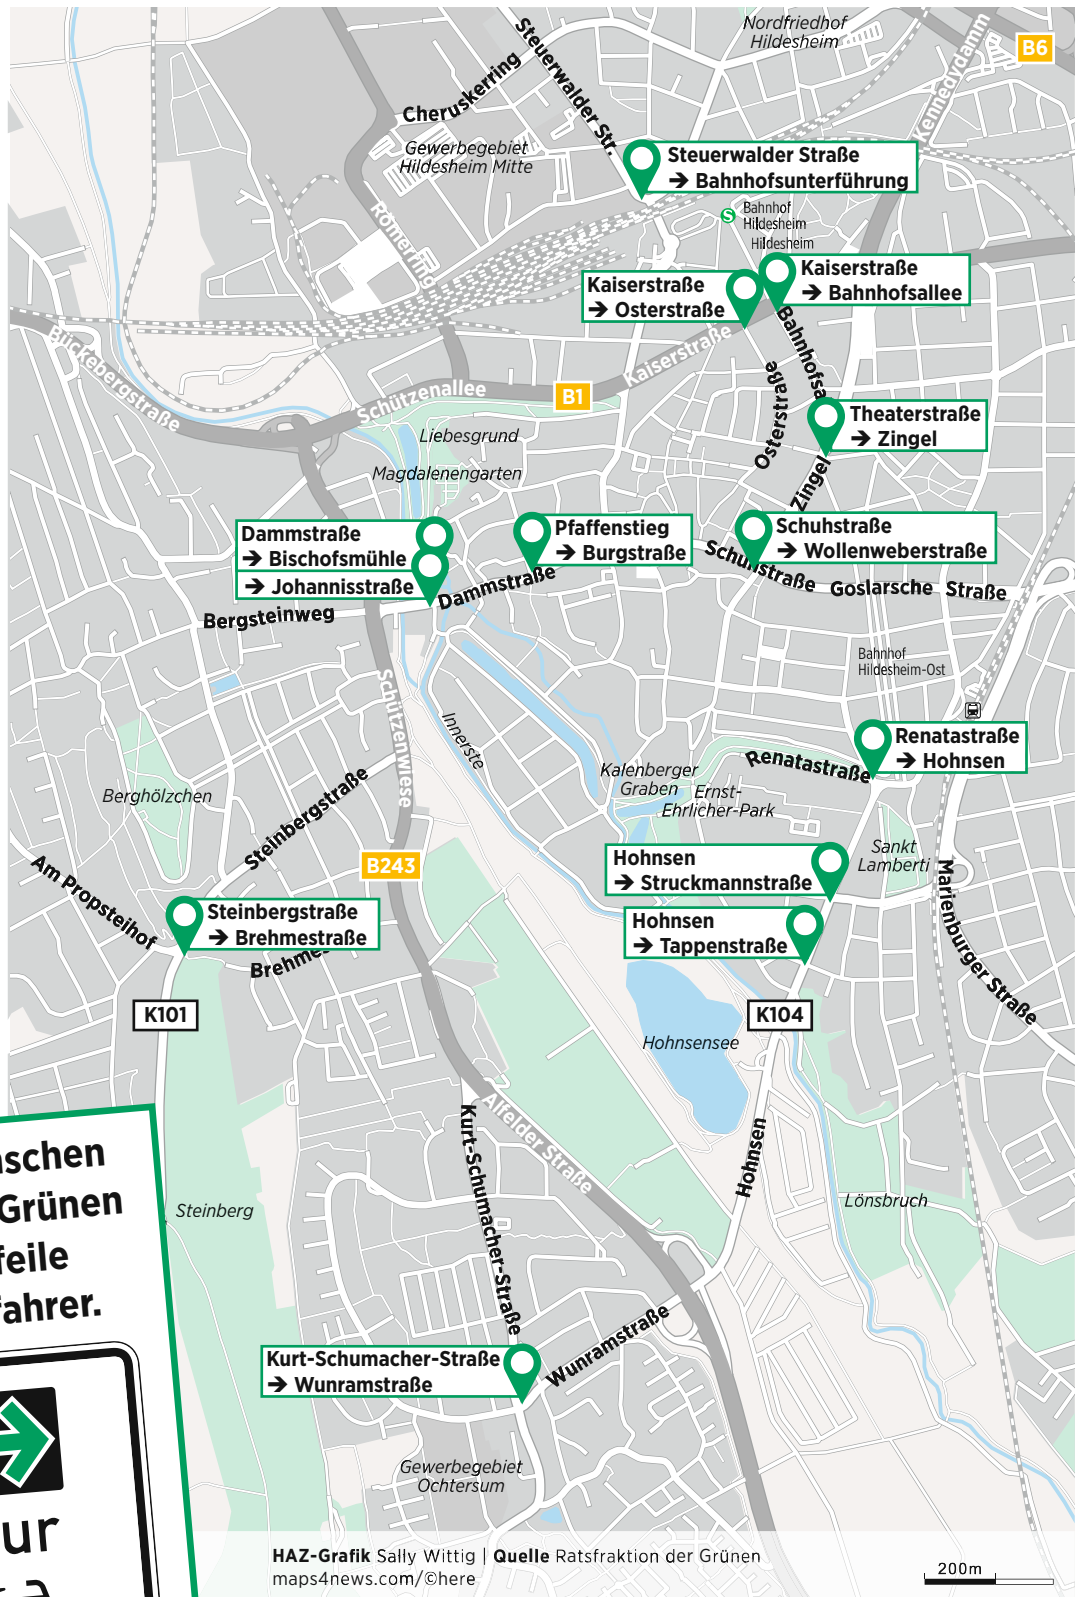 Nordfriedhof
Hildesheim
B6
Steuerwalder Str.
Kennedydamm
Cheruskerring
Gewerbegebiet
Hildesheim Mitte
Steuerwalder Straße
→ Bahnhofsunterführung
Römerring
S
Bahnhof
Hildesheim
Hildesheim
Kaiserstraße
→ Osterstraße
Kaiserstraße
→ Bahnhofsallee
Bückebergstraße
Schützenallee
B1
Kaiserstraße
Bahnhofsa
Osterstraße
Theaterstraße
→ Zingel
Liebesgrund
Magdalenengarten
Zingel
Dammstraße
→ Bischofsmühle
→ Johannisstraße
Pfaffenstieg
→ Burgstraße
Schuhstraße
→ Wollenweberstraße
Schuhstraße
Goslarsche Straße
Bergsteinweg
Dammstraße
Bahnhof
Hildesheim-Ost
Schützenwiese
Innerste
Renatastraße
→ Hohnsen
Renatastraße
Kalenberger
Graben
Ernst-
Ehrlicher-Park
Berghölzchen
Steinbergstraße
Sankt
Lamberti
B243
Hohnsen
→ Struckmannstraße
Am Propsteihof
Steinbergstraße
→ Brehmestraße
Brehmes
Hohnsen
→ Tappenstraße
Marienburger Straße
K101
K104
Hohnsensee
Alfelder Straße
Kurt-Schumacher-Straße
Hohnsen
Lönsbruch
Steinberg
schen
Grünen
feile
fahrer.
Wunramstraße
Kurt-Schumacher-Straße
→ Wunramstraße
Gewerbegebiet
Ochtersum
ur
HAZ-Grafik Sally Wittig | Quelle Ratsfraktion der Grünen
maps4news.com/©here
200m